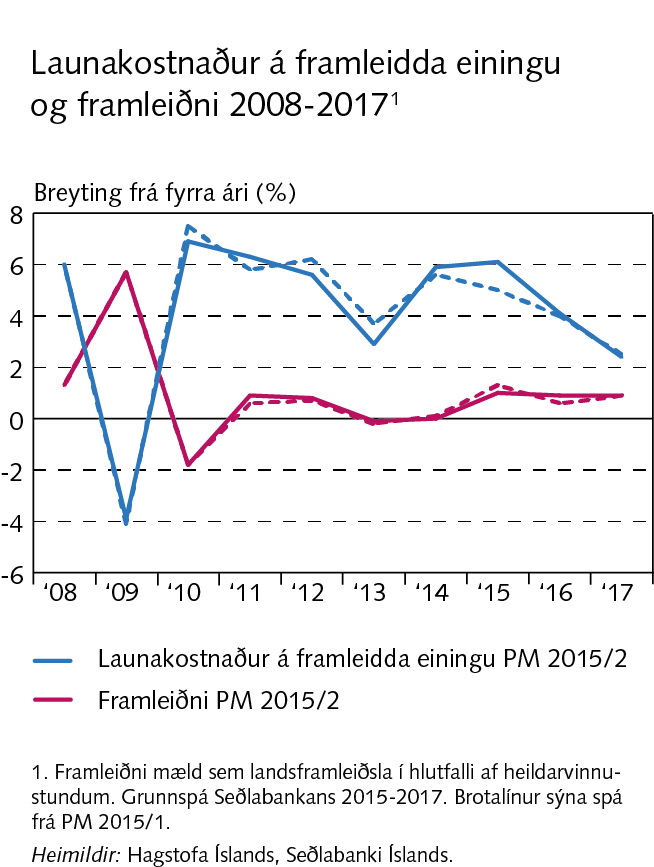 Launakostnaður á framleidda einingu
og framleiðni 2008-2017¹
Breyting frá fyrra ári (%)
8
6
4
2
0
-2
-4
-6
‘08 ‘09 ‘10 ‘11 ‘12 ‘13 ‘14 ‘15 ‘16 ‘17
Launakostnaður á framleidda einingu PM 2015/2
Framleiðni PM 2015/2
1. Framleiðni mæld sem landsframleiðsla í hlutfalli af heildarvinnu-
stundum. Grunnspá Seðlabankans 2015-2017. Brotalínur sýna spá
frá PM 2015/1.
Heimildir: Hagstofa Íslands, Seðlabanki Íslands.